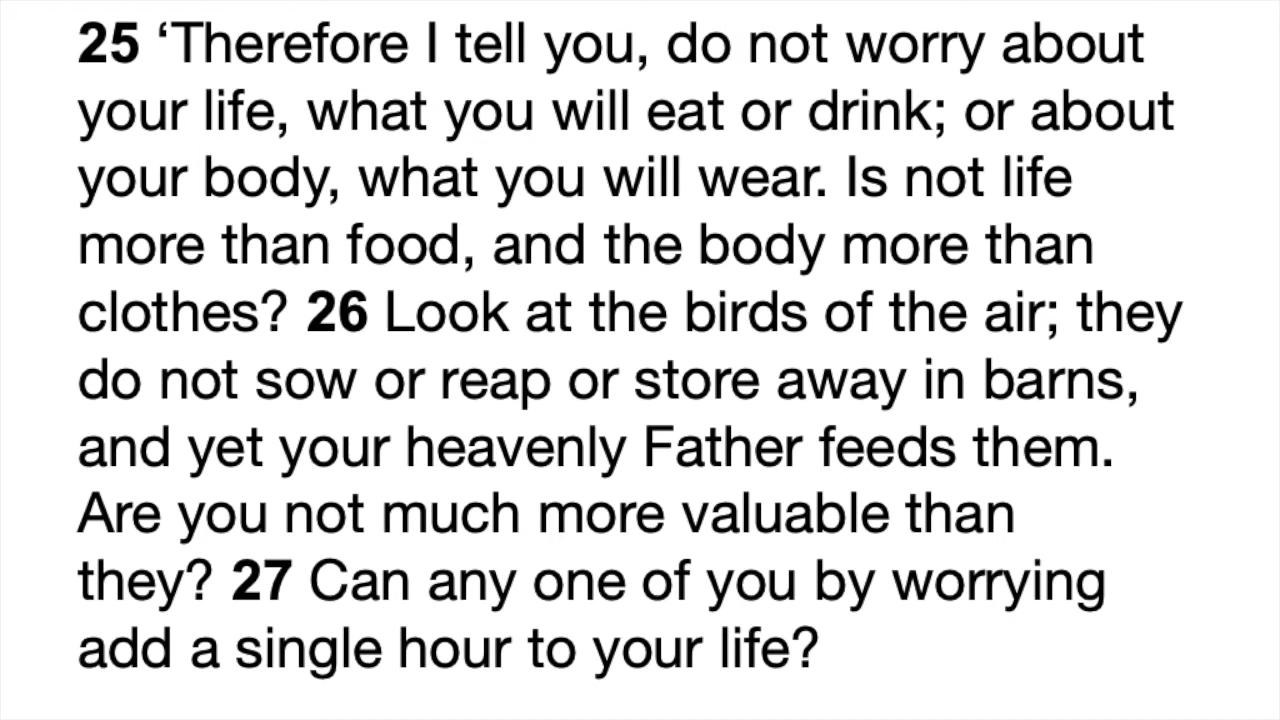 25 ‘Therefore I tell you, do not worry about
your life, what you will eat or drink; or about
your body, what you will wear. Is not life
more than food, and the body more than
clothes? 26 Look at the birds of the air; they
do not sow or reap or store away in barns,
and yet your heavenly Father feeds them.
Are you not much more valuable than
they? 27 Can any one of you by worrying
add a single hour to your life?